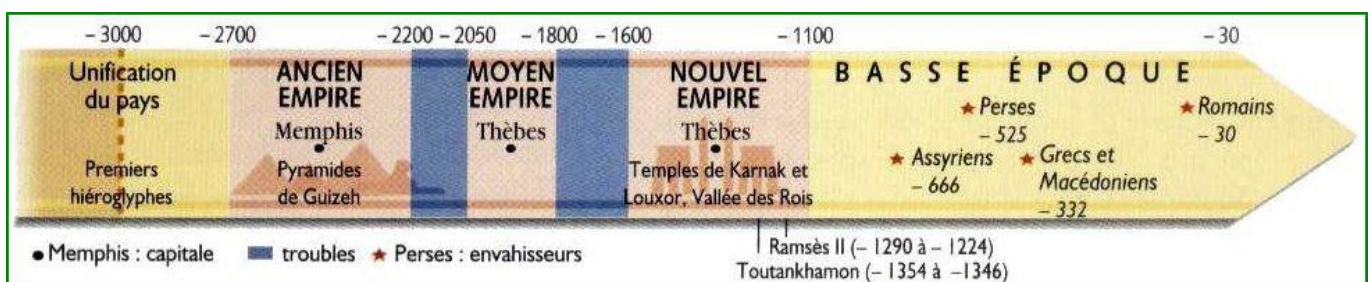 – 3000 – 2700 – 2200 – 2050 – 1800 – 1600 – 1100 – 30
Unification
du pays
Premiers
hiéroglyphes
ANCIEN
EMPIRE
Memphis
Pyramides
de Guizeh
MOYEN
EMPIRE
Thèbes
NOUVEL
EMPIRE
Thèbes
Temples de Karnak et
Louxor, Vallée des Rois
BASSE ÉPOQUE
Perses
– 525
Romains
– 30
Assyriens
– 666
Grecs et
Macédoniens
– 332
Memphis : capitale troubles Perses : envahisseurs
Ramsès II (– 1290 à – 1224)
Toutankhamon (– 1354 à –1346)